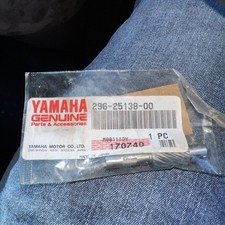 YAMAHA
GENUINE
Parts & Accessories
YAMAHA MOTOR CO., LTD.
296-25138-00
1 PC
170740